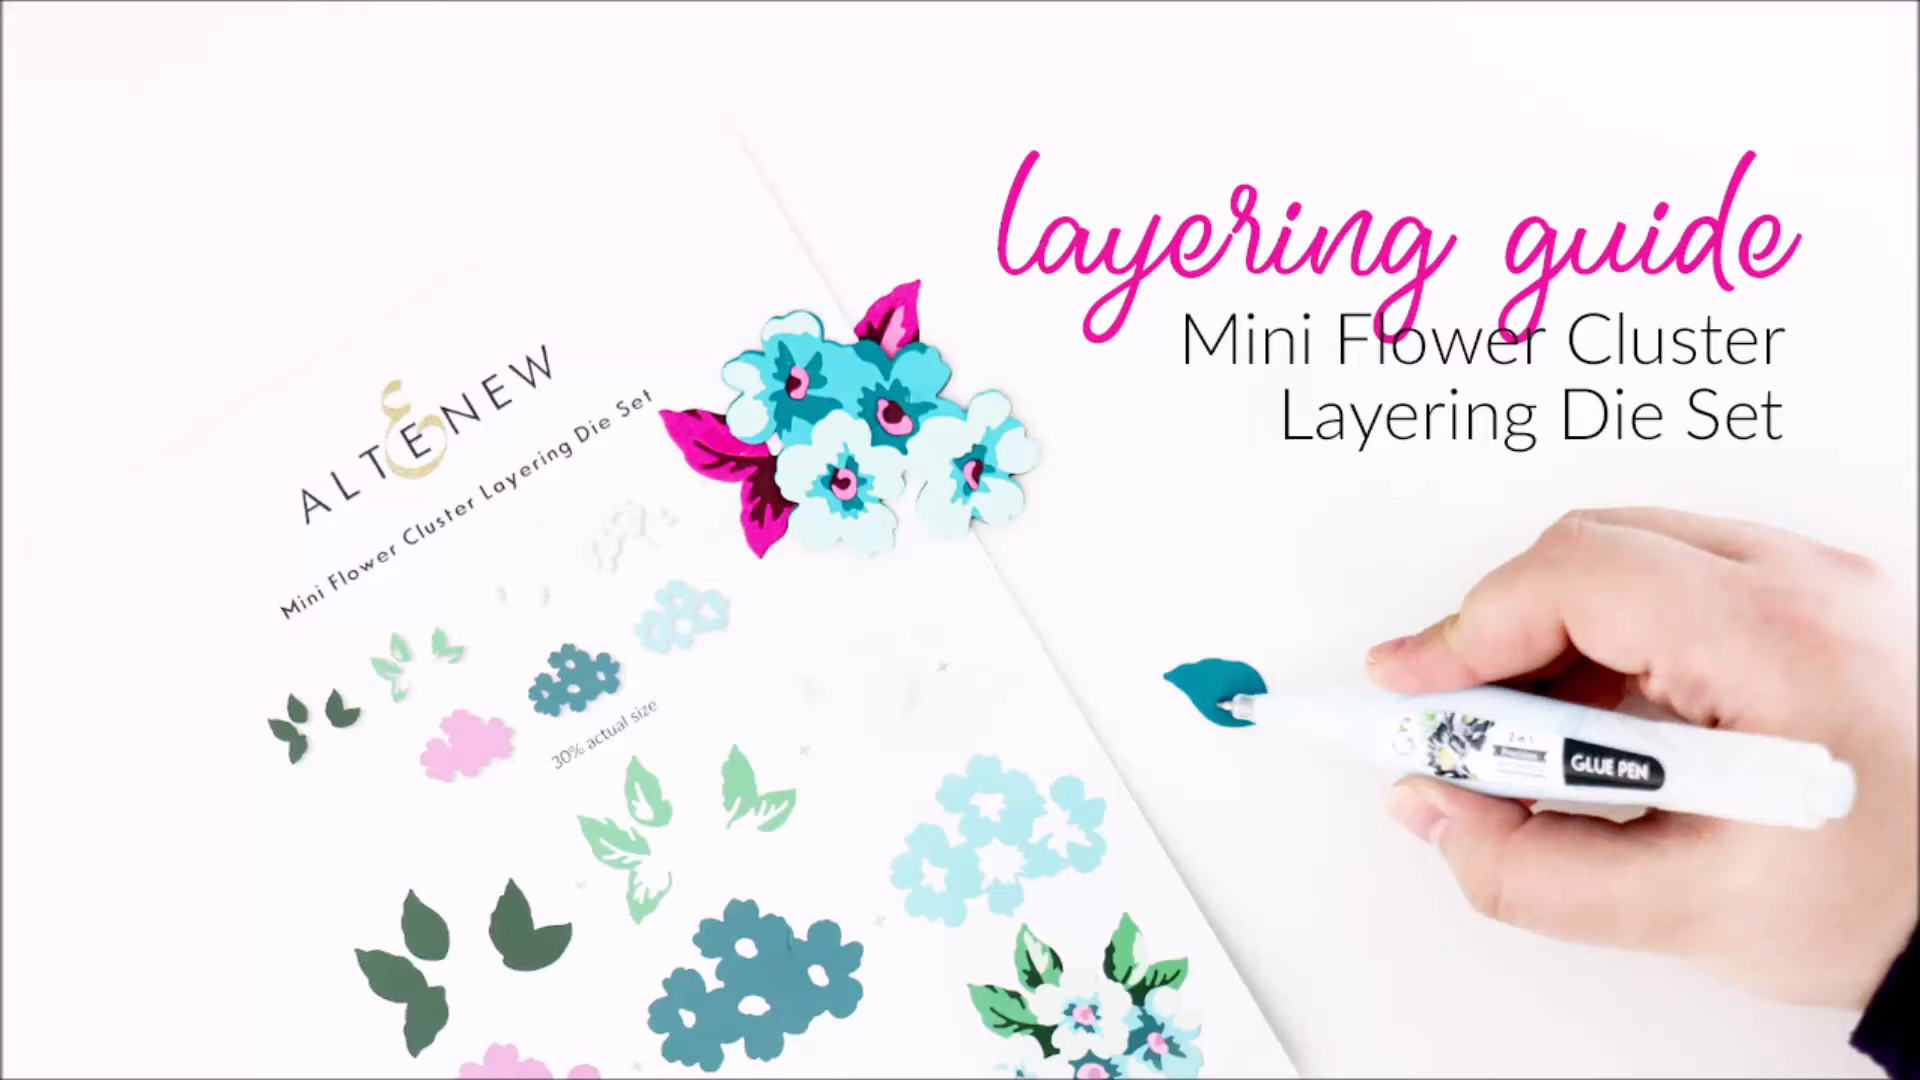 layering guide
Mini Flower Cluster
Layering Die Set
ALTENEW
Mini Flower Cluster Layering Die Set
30% actual size
2 in 1
GLUE PEN